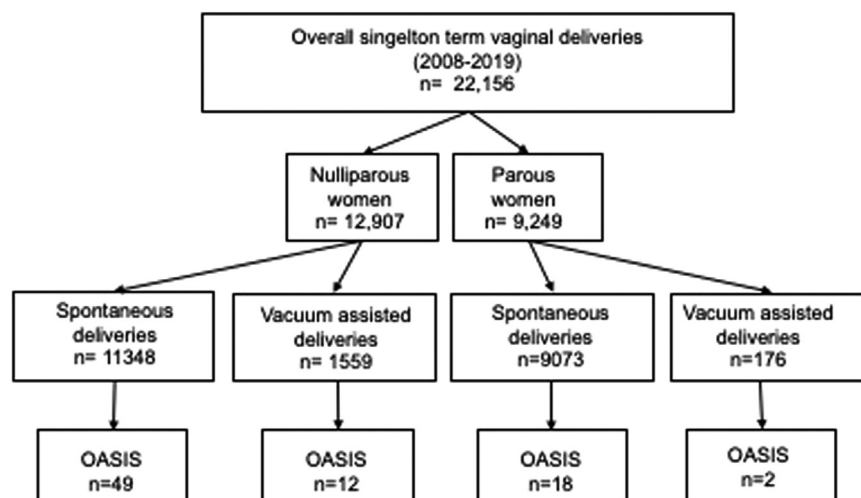 Overall singelton term vaginal deliveries
(2008-2019)
n= 22,156
Nulliparous
women
n= 12,907
Parous
women
n= 9,249
Spontaneous
deliveries
n= 11348
Vacuum assisted
deliveries
n= 1559
Spontaneous
deliveries
n=9073
Vacuum assisted
deliveries
n=176
OASIS
n=49
OASIS
n=12
OASIS
n=18
OASIS
n=2